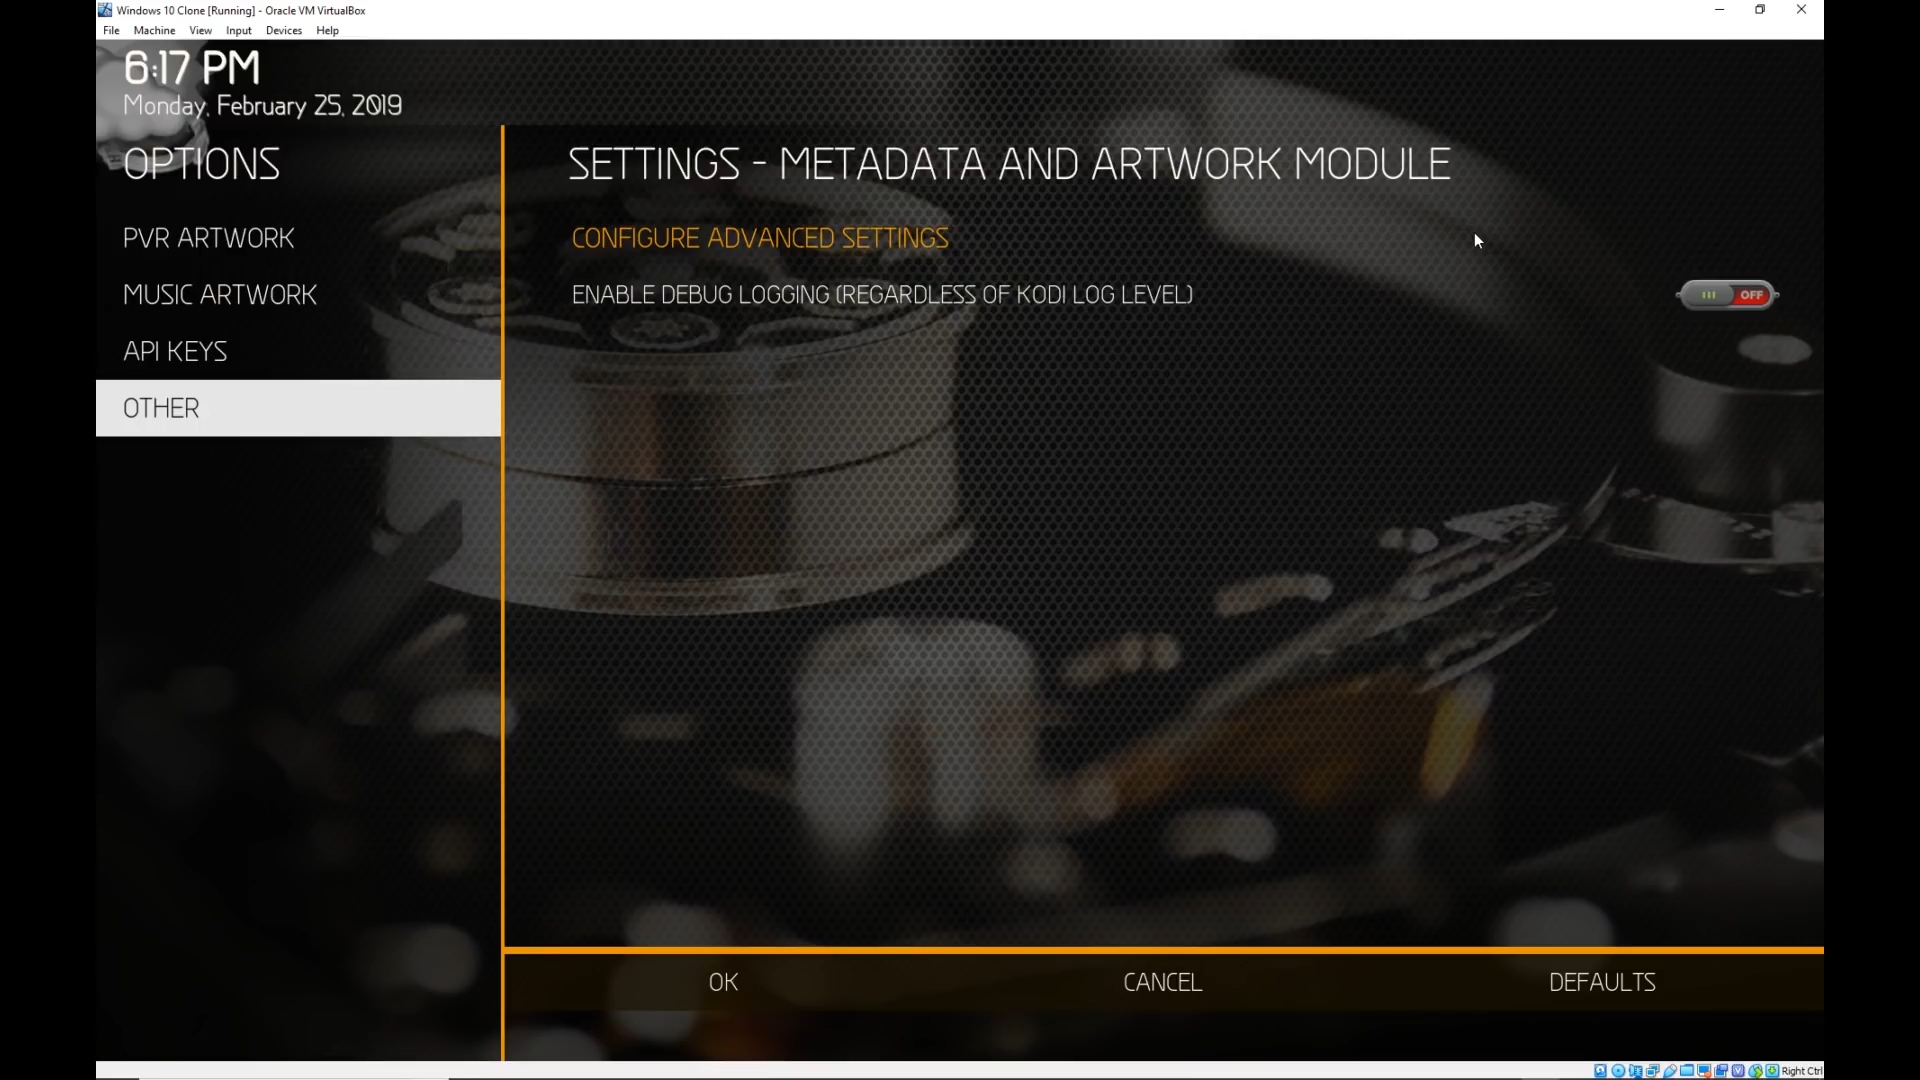 Windows 10 Clone [Running] - Oracle VM VirtualBox
File Machine View Input Devices Help
6:17 PM
Monday, February 25, 2019
OPTIONS
PVR ARTWORK
MUSIC ARTWORK
API KEYS
OTHER
SETTINGS - METADATA AND ARTWORK MODULE
CONFIGURE ADVANCED SETTINGS
ENABLE DEBUG LOGGING (REGARDLESS OF KODI LOG LEVEL)
OFF
OK CANCEL DEFAULTS
Right Ctrl